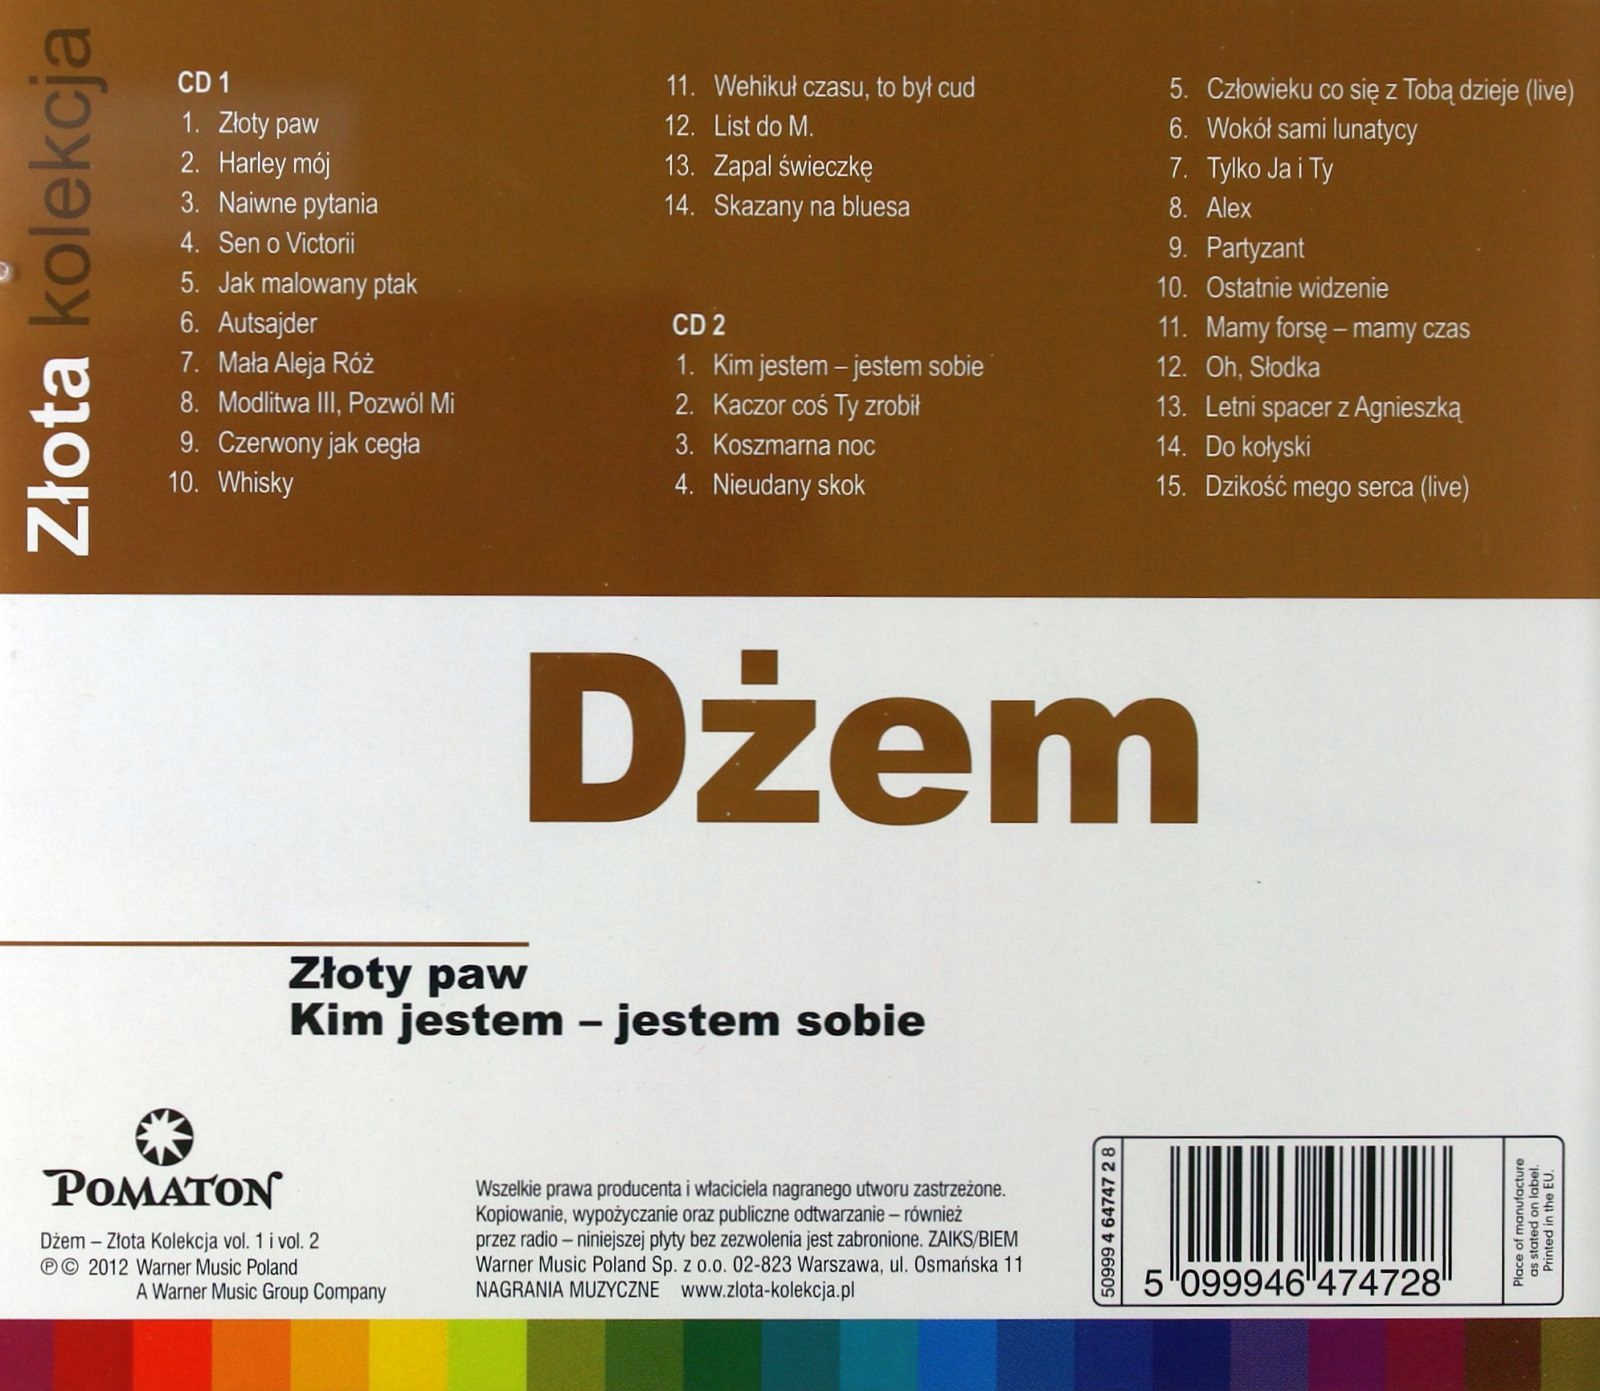 Złota kolekcja
CD 1
1. Złoty paw
2. Harley mój
3. Naiwne pytania
4. Sen o Victorii
5. Jak malowany ptak
6. Autsajder
7. Mała Aleja Róż
8. Modlitwa III, Pozwól Mi
9. Czerwony jak cegła
10. Whisky
11. Wehikuł czasu, to był cud
12. List do M.
13. Zapal świeczkę
14. Skazany na bluesa
CD 2
1. Kim jestem – jestem sobie
2. Kaczor coś Ty zrobił
3. Koszmarna noc
4. Nieudany skok
5. Człowieku co się z Tobą dzieje (live)
6. Wokół sami lunatycy
7. Tylko Ja i Ty
8. Alex
9. Partyzant
10. Ostatnie widzenie
11. Mamy forsę – mamy czas
12. Oh, Słodka
13. Letni spacer z Agnieszką
14. Do kołyski
15. Dzikość mego serca (live)
Dżem
Złoty paw
Kim jestem – jestem sobie
POMATON
Dżem – Złota Kolekcja vol. 1 i vol. 2
℗© 2012 Warner Music Poland
A Warner Music Group Company
Wszelkie prawa producenta i właciciela nagranego utworu zastrzeżone.
Kopiowanie, wypożyczanie oraz publiczne odtwarzanie – również
przez radio – niniejszej płyty bez zezwolenia jest zabronione. ZAIKS/BIEM
Warner Music Poland Sp. z o.o. 02-823 Warszawa, ul. Osmańska 11
NAGRANIA MUZYCZNE www.zlota-kolekcja.pl
50999 4 64747 2 8
5 099946 474728
Place of manufacture
as stated on label.
Printed in the EU.